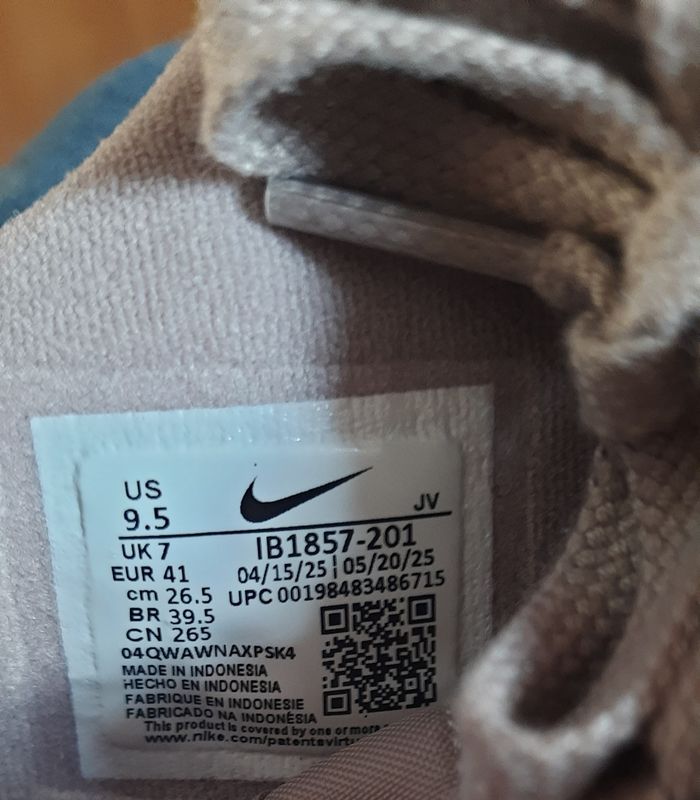 US
9.5
JV
UK 7
IB1857-201
EUR 41
04/15/25 | 05/20/25
cm 26.5
UPC 00198483486715
BR 39.5
CN 265
04QWAWNAXPSK4
MADE IN INDONESIA
HECHO EN INDONESIA
FABRIQUE EN INDONESIE
FABRICADO NA INDONÉSIA
This product is covered by one or more
www.nike.com/patents